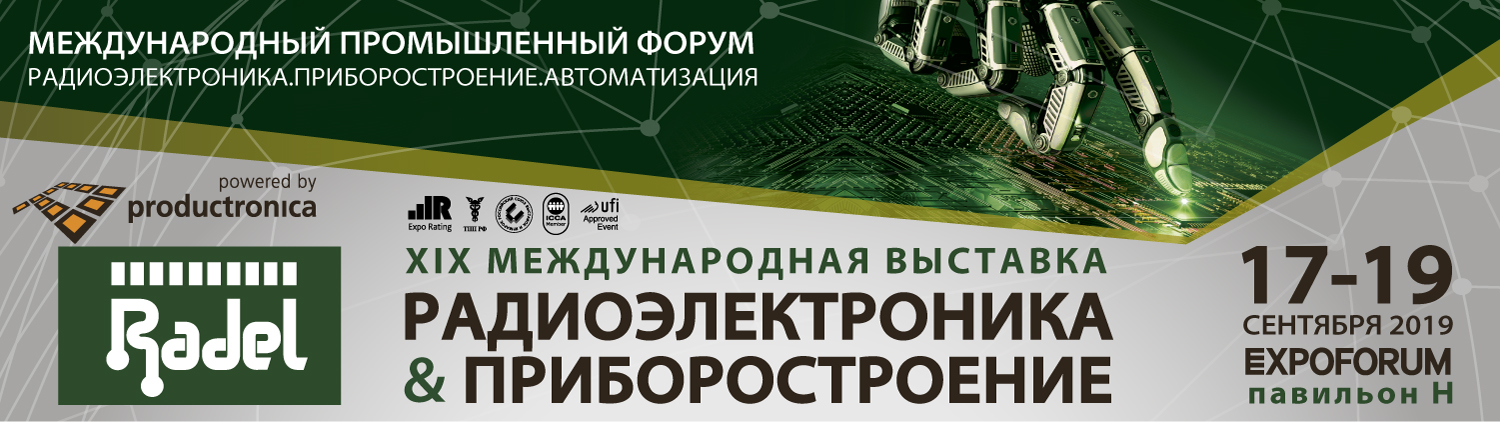 МЕЖДУНАРОДНЫЙ ПРОМЫШЛЕННЫЙ ФОРУМ
РАДИОЭЛЕКТРОНИКА.ПРИБОРОСТРОЕНИЕ.АВТОМАТИЗАЦИЯ
powered by
productronica
Radel
Expo Rating
ТПП РФ
ICCA
Member
ufi
Approved
Event
XIX МЕЖДУНАРОДНАЯ ВЫСТАВКА
РАДИОЭЛЕКТРОНИКА
& ПРИБОРОСТРОЕНИЕ
17-19
СЕНТЯБРЯ 2019
EXPOFORUM
павильон H